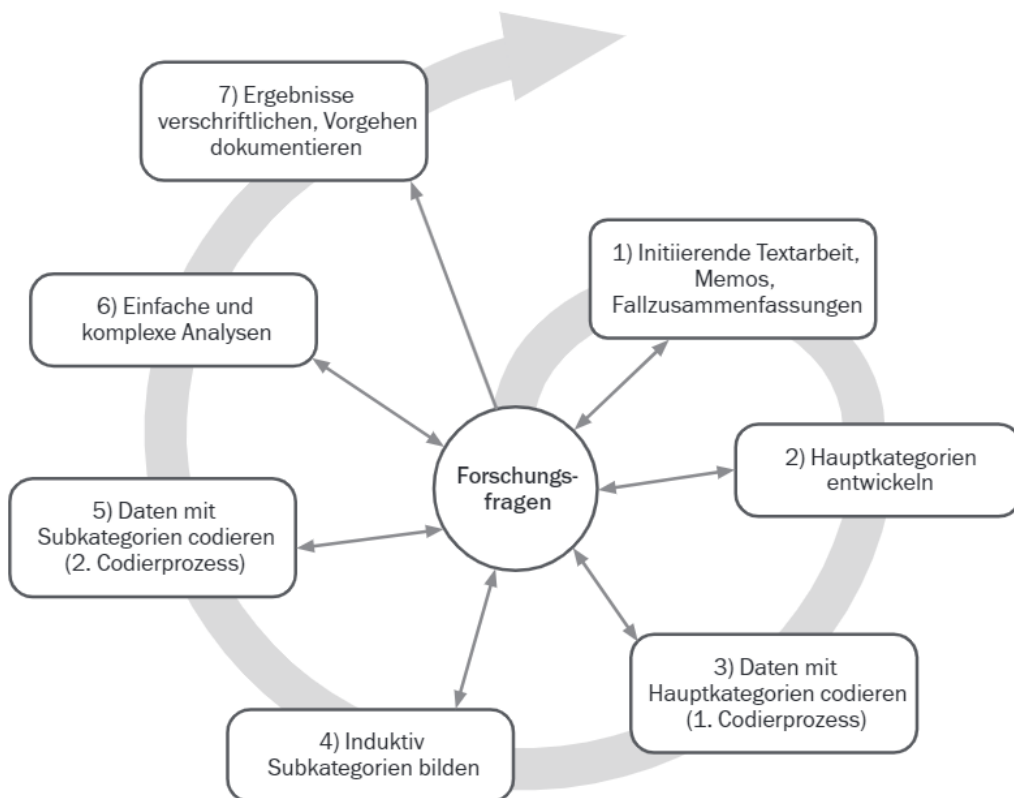 7) Ergebnisse
verschriftlichen, Vorgehen
dokumentieren
1) Initiierende Textarbeit,
Memos,
Fallzusammenfassungen
6) Einfache und
komplexe Analysen
2) Hauptkategorien
entwickeln
Forschungs-
fragen
5) Daten mit
Subkategorien codieren
(2. Codierprozess)
3) Daten mit
Hauptkategorien codieren
(1. Codierprozess)
4) Induktiv
Subkategorien bilden